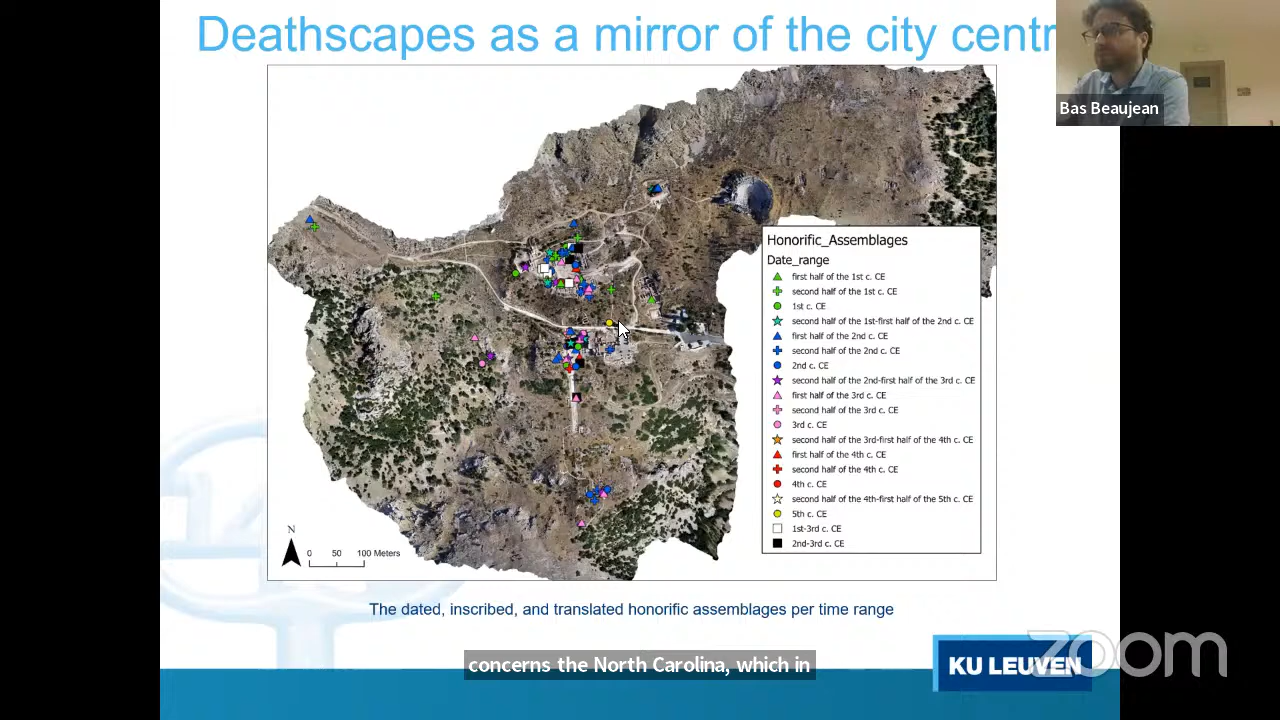 Deathscapes as a mirror of the city centr
Bas Beaujean
Honorific_Assemblages
Date_range
first half of the 1st c. CE
second half of the 1st c. CE
1st c. CE
second half of the 1st-first half of the 2nd c. CE
first half of the 2nd c. CE
second half of the 2nd c. CE
2nd c. CE
second half of the 2nd-first half of the 3rd c. CE
first half of the 3rd c. CE
second half of the 3rd c. CE
3rd c. CE
second half of the 3rd-first half of the 4th c. CE
first half of the 4th c. CE
second half of the 4th c. CE
4th c. CE
second half of the 4th-first half of the 5th c. CE
5th c. CE
1st-3rd c. CE
2nd-3rd c. CE
N
0 50 100 Meters
The dated, inscribed, and translated honorific assemblages per time range
concerns the North Carolina, which in
KU LEUVEN
zoom